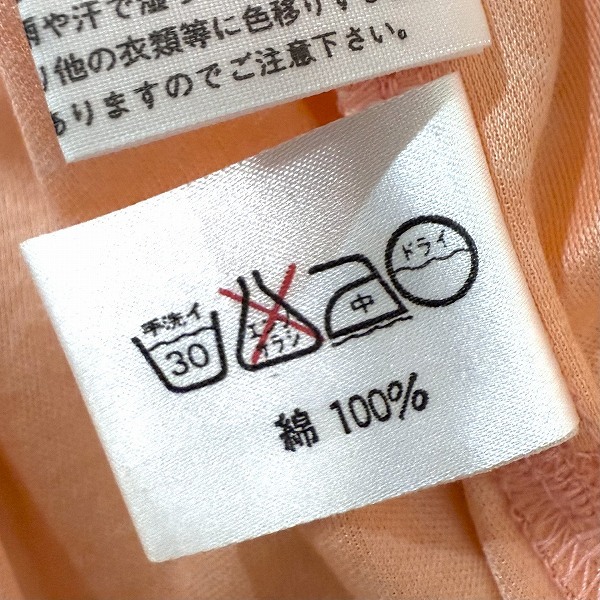 や汗で湿っ
り他の衣類等に色移りす
ありますのでご注意下さい。
手洗イ
30
エンソ
サラシ
中
ドライ
綿 100%